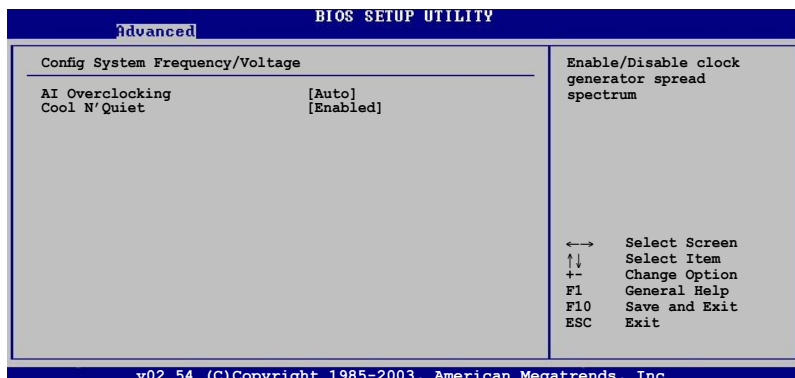 BIOS SETUP UTILITY
Advanced
Config System Frequency/Voltage
AI Overclocking [Auto]
Cool N'Quiet [Enabled]
Enable/Disable clock
generator spread
spectrum
←→ Select Screen
↑↓ Select Item
+- Change Option
F1 General Help
F10 Save and Exit
ESC Exit
v02.54 (C)Copyright 1985-2003, American Megatrends, Inc.